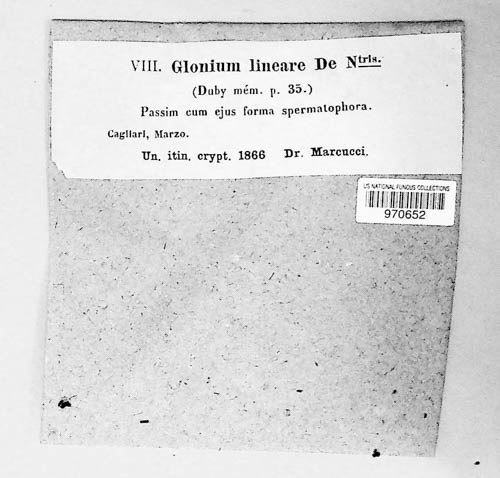 VIII. Glonium lineare De Ntris.
(Duby mém. p. 35.)
Passim cum ejus forma spermatophora.
Cagliari, Marzo.
Un. itin. crypt. 1866 Dr. Marcucci.
US NATIONAL FUNGUS COLLECTIONS
970652